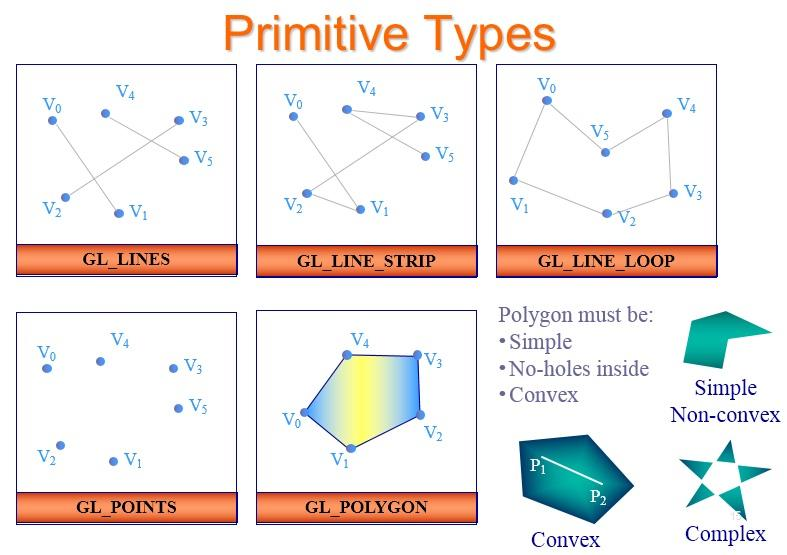 Primitive Types
V0
V4
V3
V5
V2
V1
GL_LINES
V0
V4
V3
V5
V2
V1
GL_LINE_STRIP
V0
V4
V5
V3
V1
V2
GL_LINE_LOOP
V0
V4
V3
V5
V2
V1
GL_POINTS
V4
V3
V0
V2
V1
GL_POLYGON
Polygon must be:
• Simple
• No-holes inside
• Convex
Simple
Non-convex
P1
P2
Convex
Complex